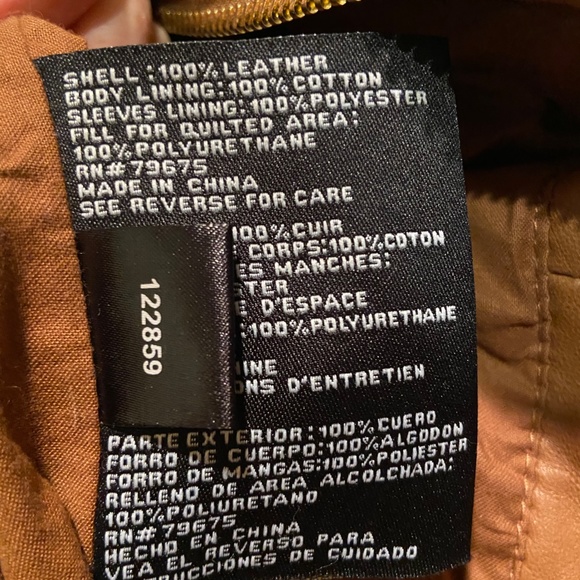 SHELL:100% LEATHER
BODY LINING:100% COTTON
SLEEVES LINING:100% POLYESTER
FILL FOR QUILTED AREA:
100% POLYURETHANE
RN# 79675
MADE IN CHINA
SEE REVERSE FOR CARE
100% CUIR
CORPS:100% COTON
MANCHES:
D'ESPACE
:100% POLYURETHANE
D'ENTRETIEN
122859
PARTE EXTERIOR:100% CUERO
FORRO DE CUERPO:100% ALGODON
FORRO DE MANGAS:100% POLIESTER
RELLENO DE AREA ALCOLCHADA:
100% POLIURETANO
RN# 79675
HECHO EN CHINA
VEA EL REVERSO PARA
DE CUIDADO